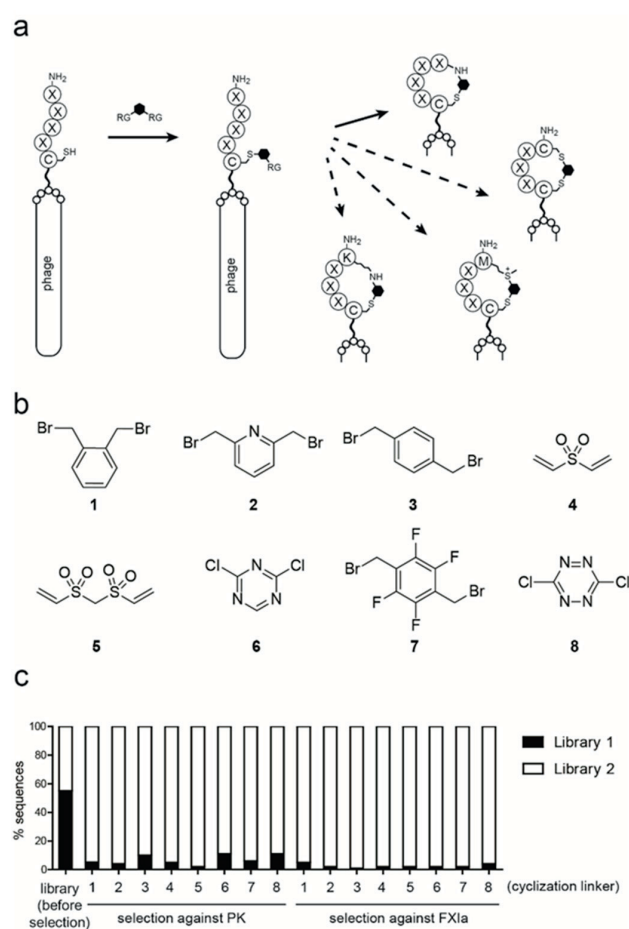 a
NH2
X
X
X
X
C
SH
phage
RG RG
NH2
X
X
X
X
C
S
RG
phage
X X NH
X
X
C S
NH2
C
X S
X
X S
C
NH2
K
X
X NH
X
C S
NH2
M
X S+
X
X S
C
b
Br Br
1
Br N Br
2
Br
Br
3
O O
S
4
O O O O
S S
5
Cl N Cl
N N
6
F
Br F
F Br
F
7
N N
Cl Cl
N N
8
c
% sequences
100
80
60
40
20
0
library
(before
selection)
1 2 3 4 5 6 7 8 1 2 3 4 5 6 7 8 (cyclization linker)
selection against PK selection against FXIa
Library 1
Library 2